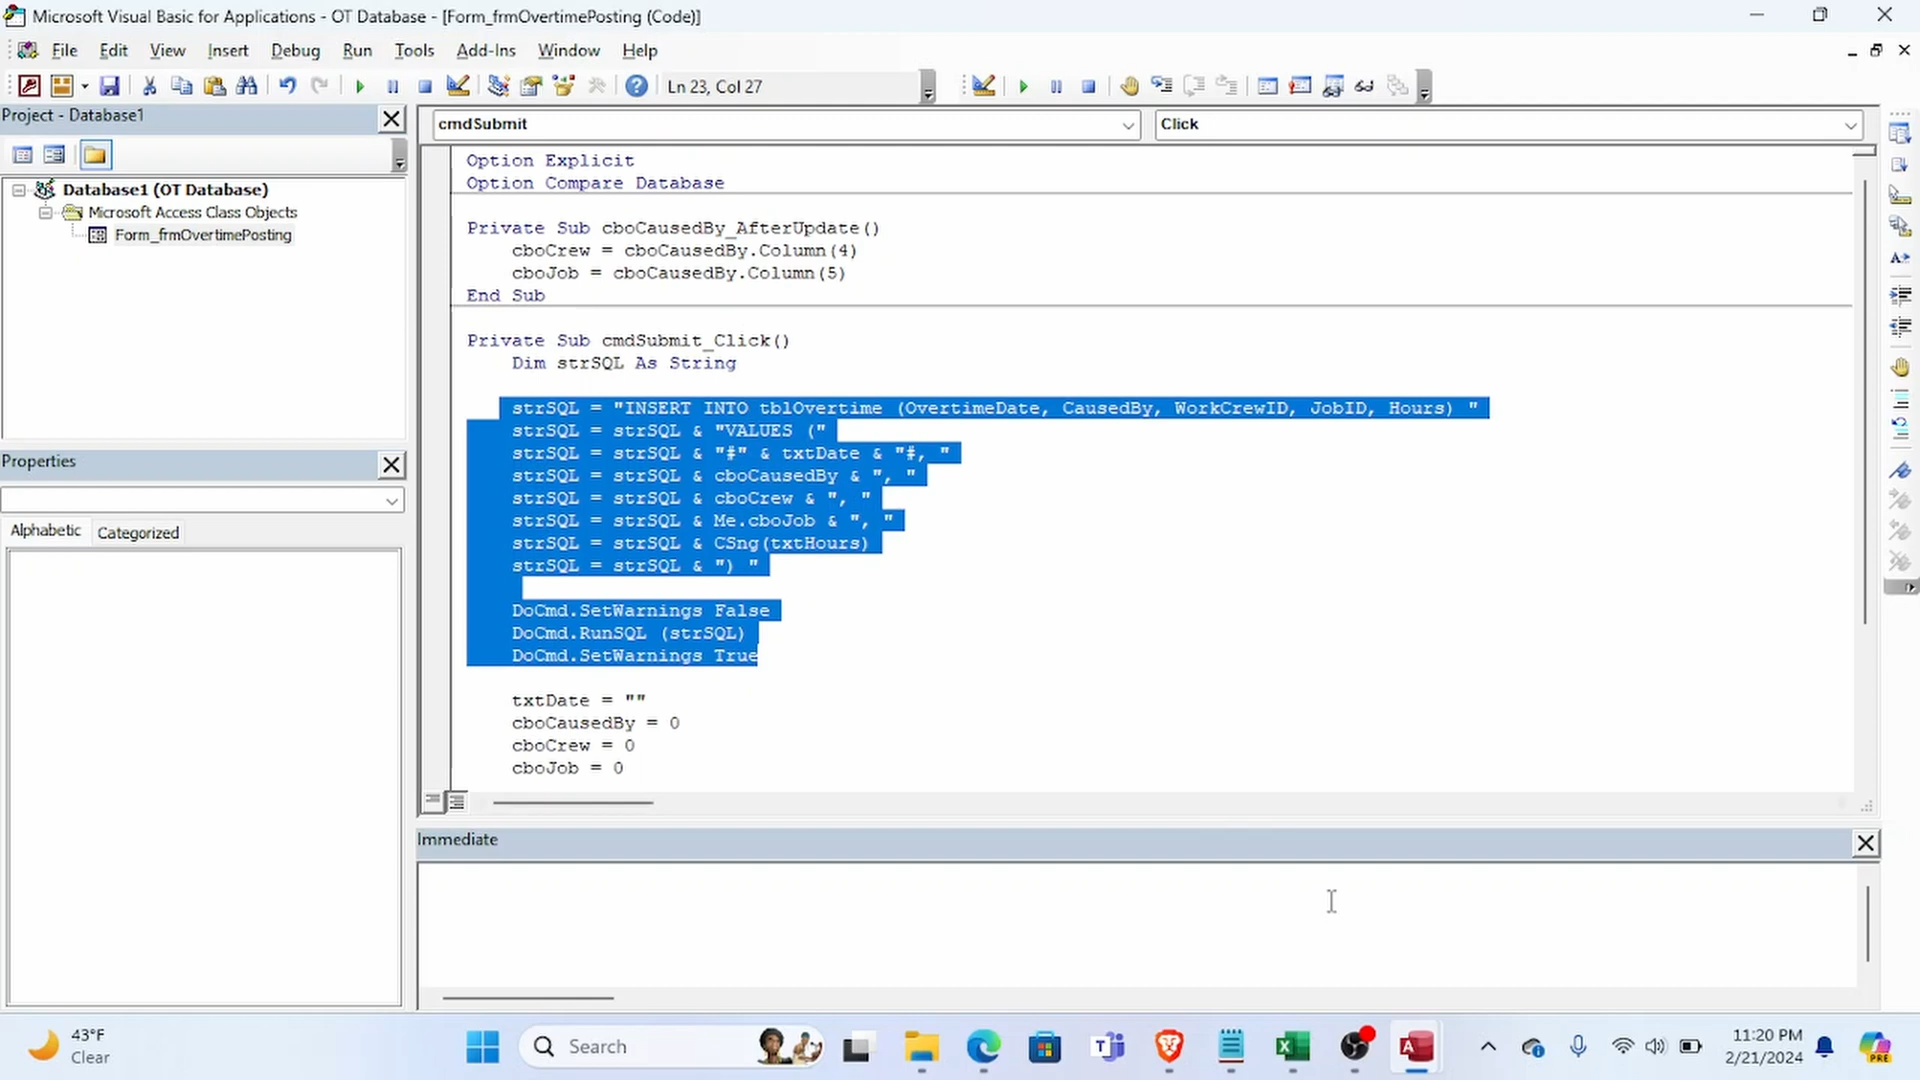 Microsoft Visual Basic for Applications - OT Database - [Form_frmOvertimePosting (Code)]
File Edit View Insert Debug Run Tools Add-Ins Window Help
Ln 23, Col 27
Project - Database1
cmdSubmit
Click
Database1 (OT Database)
Microsoft Access Class Objects
Form_frmOvertimePosting
Properties
Alphabetic Categorized
Option Explicit
Option Compare Database
Private Sub cboCausedBy_AfterUpdate()
cboCrew = cboCausedBy.Column(4)
cboJob = cboCausedBy.Column(5)
End Sub
Private Sub cmdSubmit_Click()
Dim strSQL As String
strSQL = "INSERT INTO tblOvertime (OvertimeDate, CausedBy, WorkCrewID, JobID, Hours) "
strSQL = strSQL & "VALUES ("
strSQL = strSQL & "#" & txtDate & "#, "
strSQL = strSQL & cboCausedBy & ", "
strSQL = strSQL & cboCrew & ", "
strSQL = strSQL & Me.cboJob & ", "
strSQL = strSQL & CSng(txtHours)
strSQL = strSQL & ") "
DoCmd.SetWarnings False
DoCmd.RunSQL (strSQL)
DoCmd.SetWarnings True
txtDate = ""
cboCausedBy = 0
cboCrew = 0
cboJob = 0
Immediate
43°F
Clear
Search
11:20 PM
2/21/2024
PRE